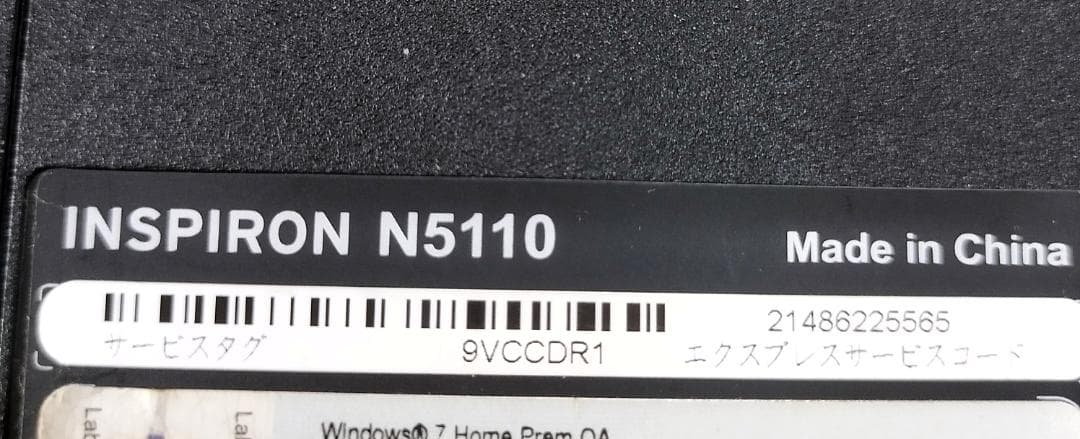 INSPIRON N5110
Made in China
21486225565
サービスタグ 9VCCDR1 エクスプレスサービスコード
Windows® 7 Home Prem OA